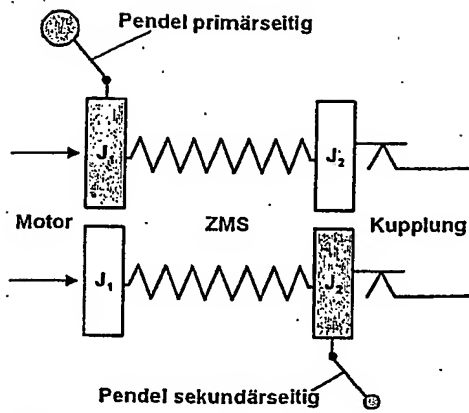 Pendel primärseitig
J₁ J₂
Motor ZMS Kupplung
J₁ J₂
Pendel sekundärseitig